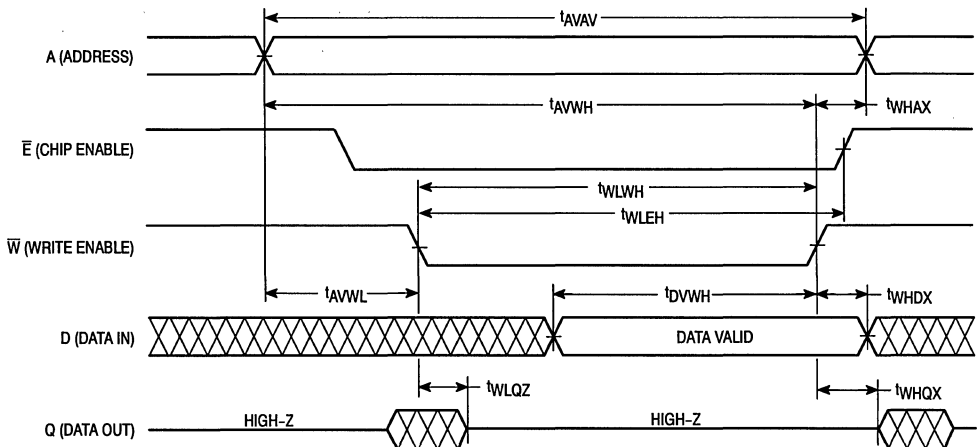 tAVAV
A (ADDRESS)
tAVWH
tWHAX
E (CHIP ENABLE)
tWLWH
tWLEH
W (WRITE ENABLE)
tAVWL
tDVWH
tWHDX
D (DATA IN)
DATA VALID
tWLQZ
tWHQX
Q (DATA OUT)
HIGH-Z
HIGH-Z